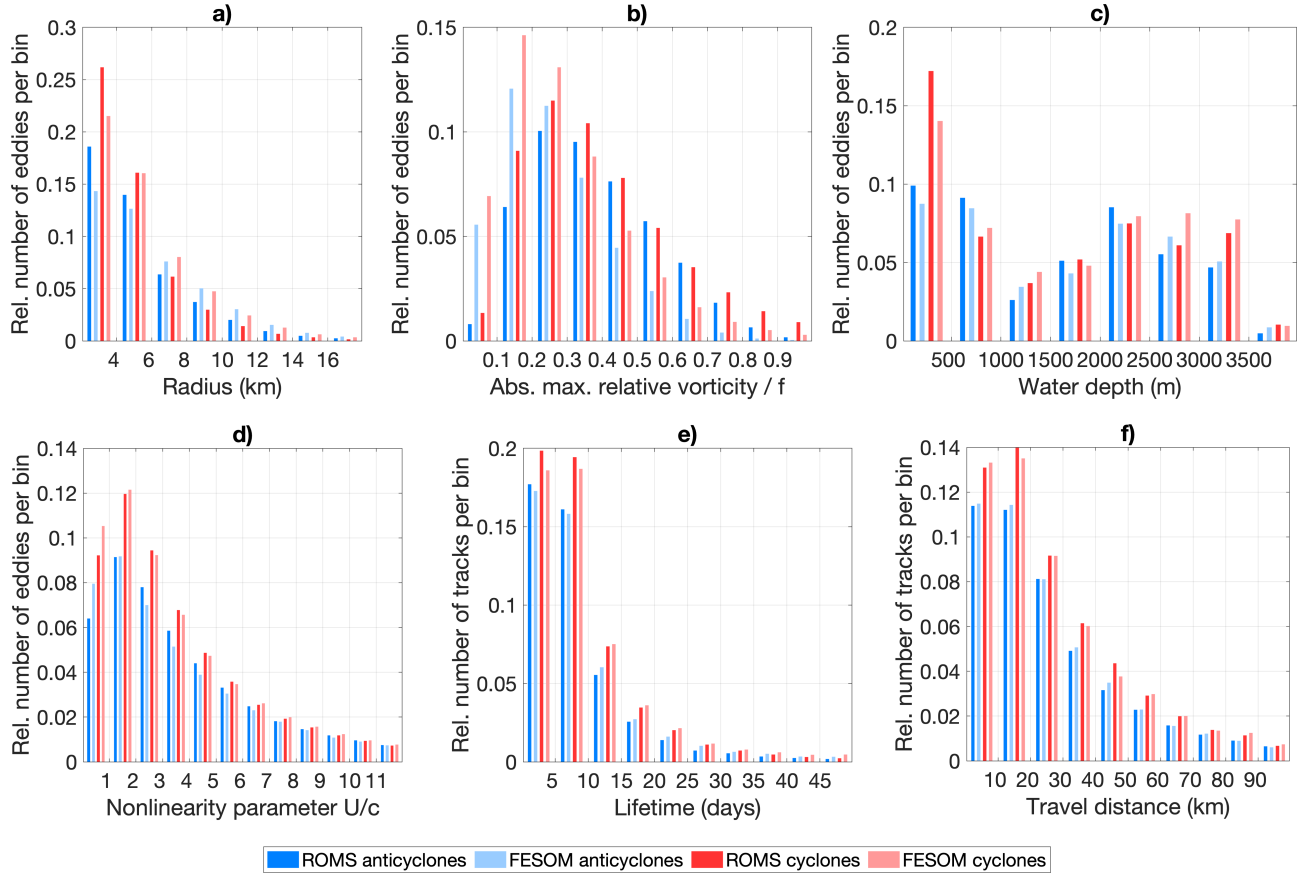 a)
0.3
0.25
0.2
0.15
0.1
0.05
0
Rel. number of eddies per bin
4 6 8 10 12 14 16
Radius (km)
b)
0.15
0.1
0.05
0
Rel. number of eddies per bin
0.1 0.2 0.3 0.4 0.5 0.6 0.7 0.8 0.9
Abs. max. relative vorticity / f
c)
0.2
0.15
0.1
0.05
0
Rel. number of eddies per bin
500 1000 1500 2000 2500 3000 3500
Water depth (m)
d)
0.14
0.12
0.1
0.08
0.06
0.04
0.02
0
Rel. number of eddies per bin
1 2 3 4 5 6 7 8 9 10 11
Nonlinearity parameter U/c
e)
0.2
0.15
0.1
0.05
0
Rel. number of tracks per bin
5 10 15 20 25 30 35 40 45
Lifetime (days)
f)
0.14
0.12
0.1
0.08
0.06
0.04
0.02
0
Rel. number of tracks per bin
10 20 30 40 50 60 70 80 90
Travel distance (km)
ROMS anticyclones FESOM anticyclones ROMS cyclones FESOM cyclones